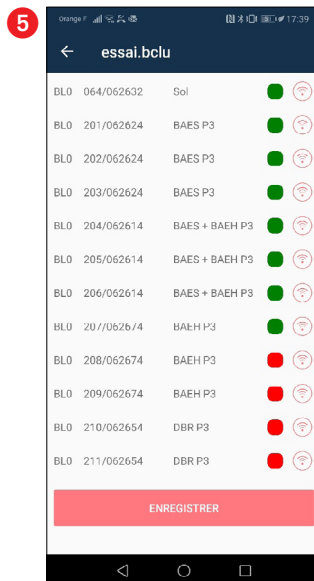 5
Orange F 17:39
essai.bclu
BL0 064/062632 Sol
BL0 201/062624 BAES P3
BL0 202/062624 BAES P3
BL0 203/062624 BAES P3
BL0 204/062614 BAES + BAEH P3
BL0 205/062614 BAES + BAEH P3
BL0 206/062614 BAES + BAEH P3
BL0 207/062674 BAEH P3
BL0 208/062674 BAEH P3
BL0 209/062674 BAEH P3
BL0 210/062654 DBR P3
BL0 211/062654 DBR P3
ENREGISTRER